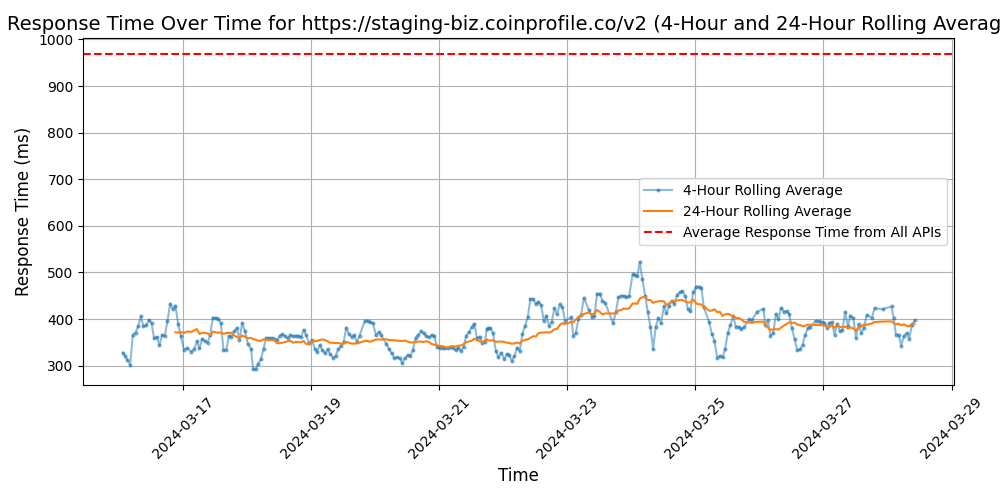 Response Time Over Time for https://staging-biz.coinprofile.co/v2 (4-Hour and 24-Hour Rolling Averag
1000
900
800
700
600
500
400
300
Response Time (ms)
4-Hour Rolling Average
24-Hour Rolling Average
Average Response Time from All APIs
2024-03-17
2024-03-19
2024-03-21
2024-03-23
2024-03-25
2024-03-27
2024-03-29
Time